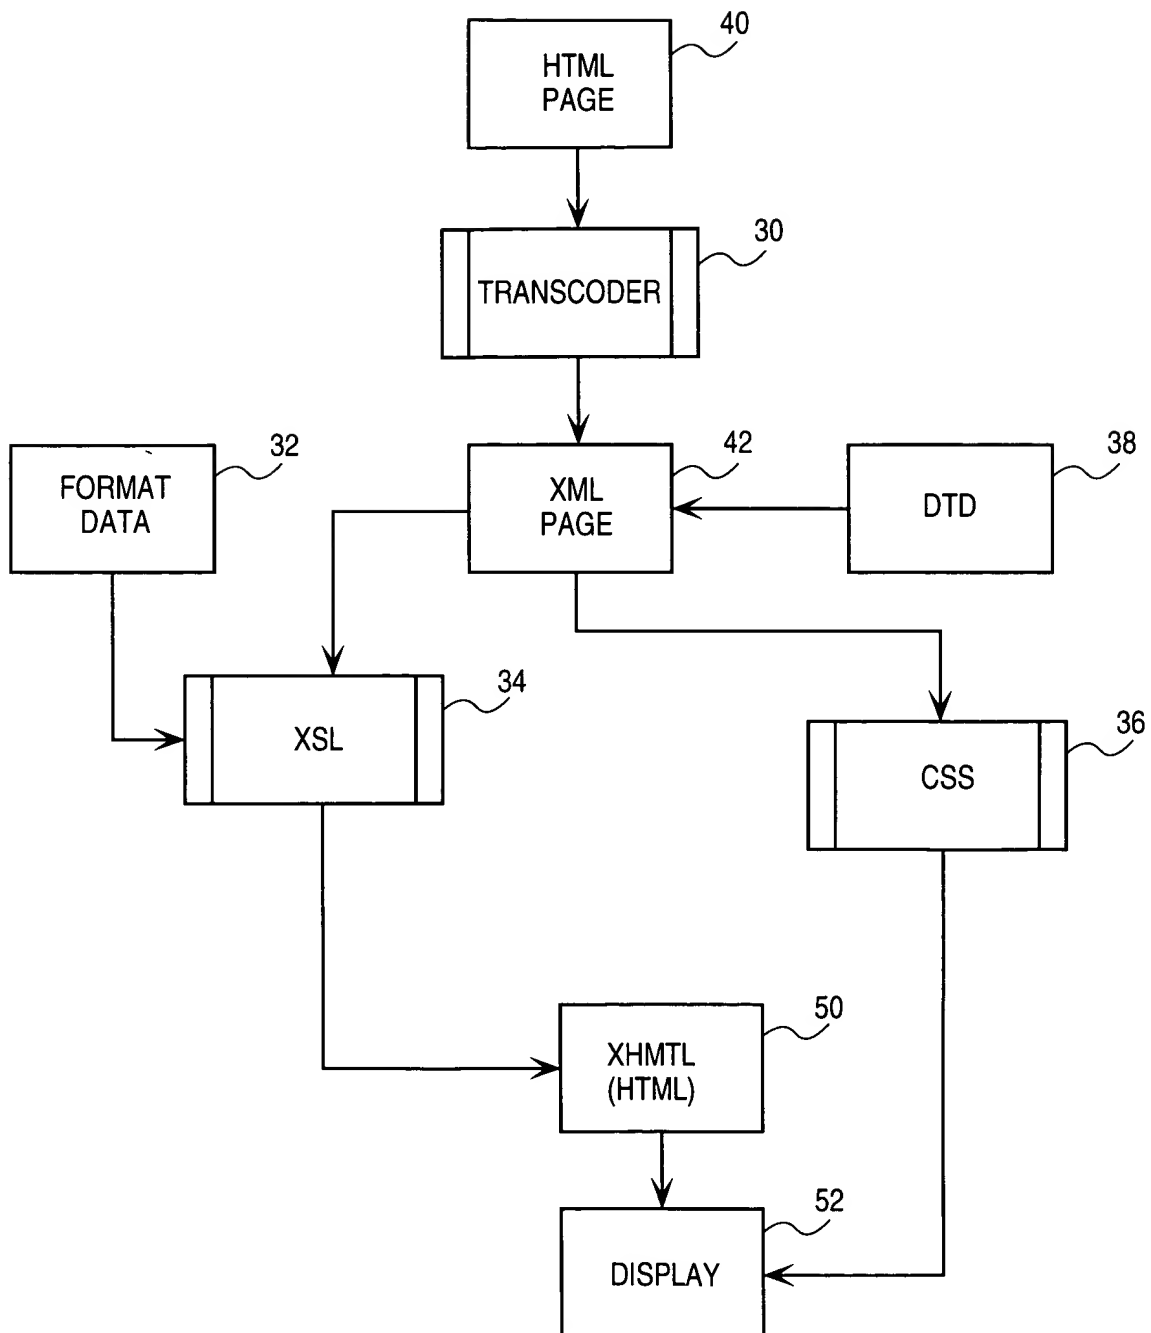 40
HTML
PAGE
30
TRANSCODER
32
FORMAT
DATA
42
XML
PAGE
38
DTD
34
XSL
36
CSS
50
XHMTL
(HTML)
52
DISPLAY